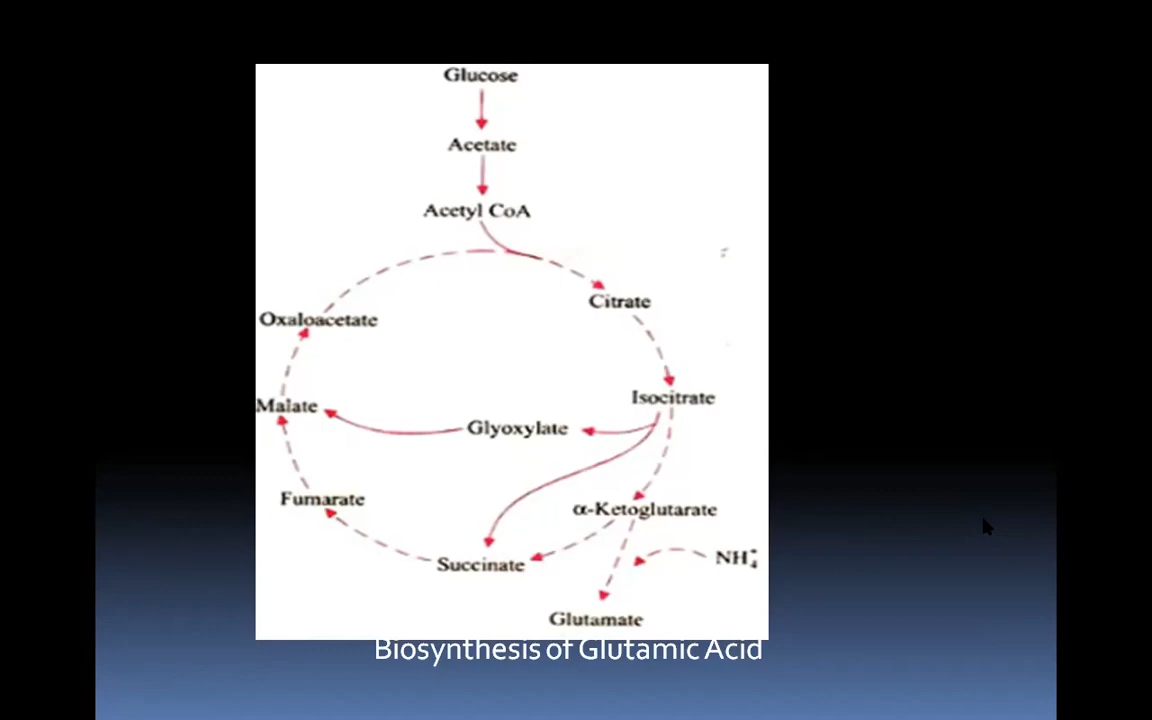 Glucose
Acetate
Acetyl CoA
Citrate
Oxaloacetate
Isocitrate
Malate
Glyoxylate
Fumarate
α-Ketoglutarate
NH₄⁺
Succinate
Glutamate
Biosynthesis of Glutamic Acid